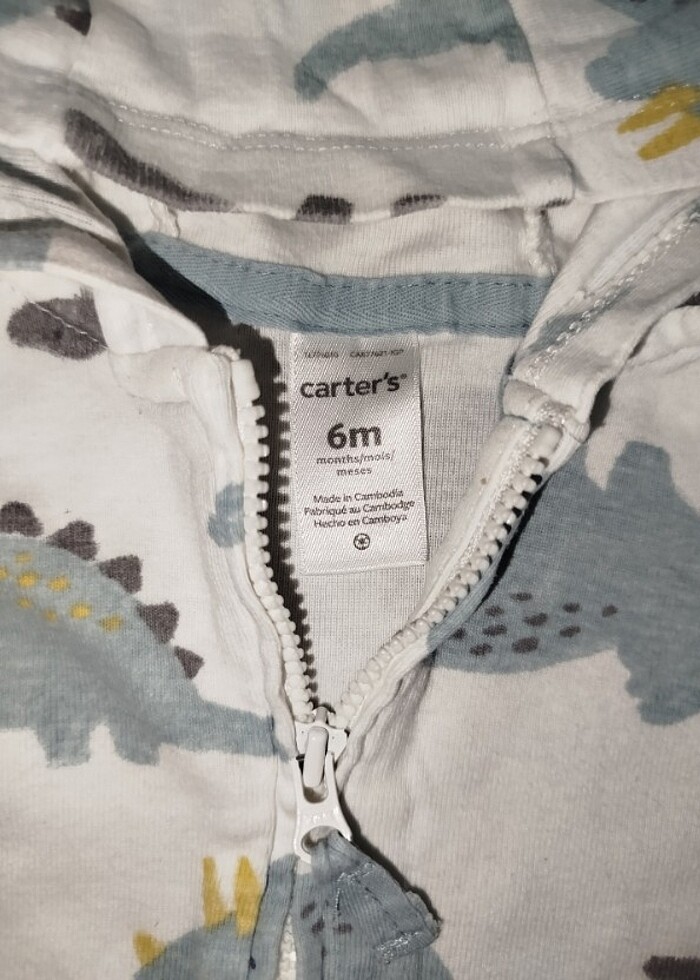 carter's®
6m
months/mois/
meses
Made in Cambodia
Fabriqué au Cambodge
Hecho en Camboya